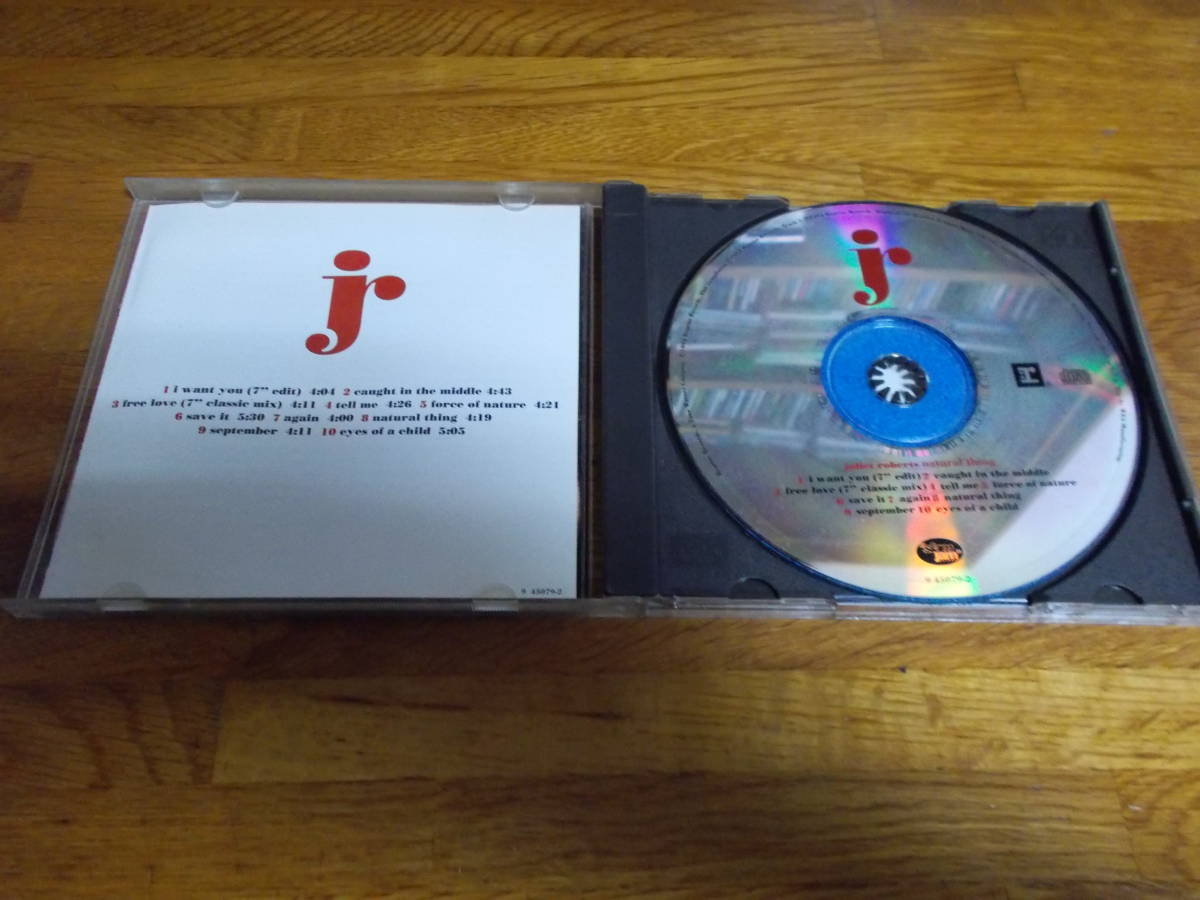 jr
1 i want you (7" edit) 4:04 2 caught in the middle 4:43
3 free love (7" classic mix) 4:11 4 tell me 4:26 5 force of nature 4:21
6 save it 5:30 7 again 4:00 8 natural thing 4:19
9 september 4:11 10 eyes of a child 5:05
9 45079-2
jr
juliet roberts natural thing
1 i want you (7" edit) 2 caught in the middle
3 free love (7" classic mix) 4 tell me 5 force of nature
6 save it 7 again 8 natural thing
9 september 10 eyes of a child
9 45079-2